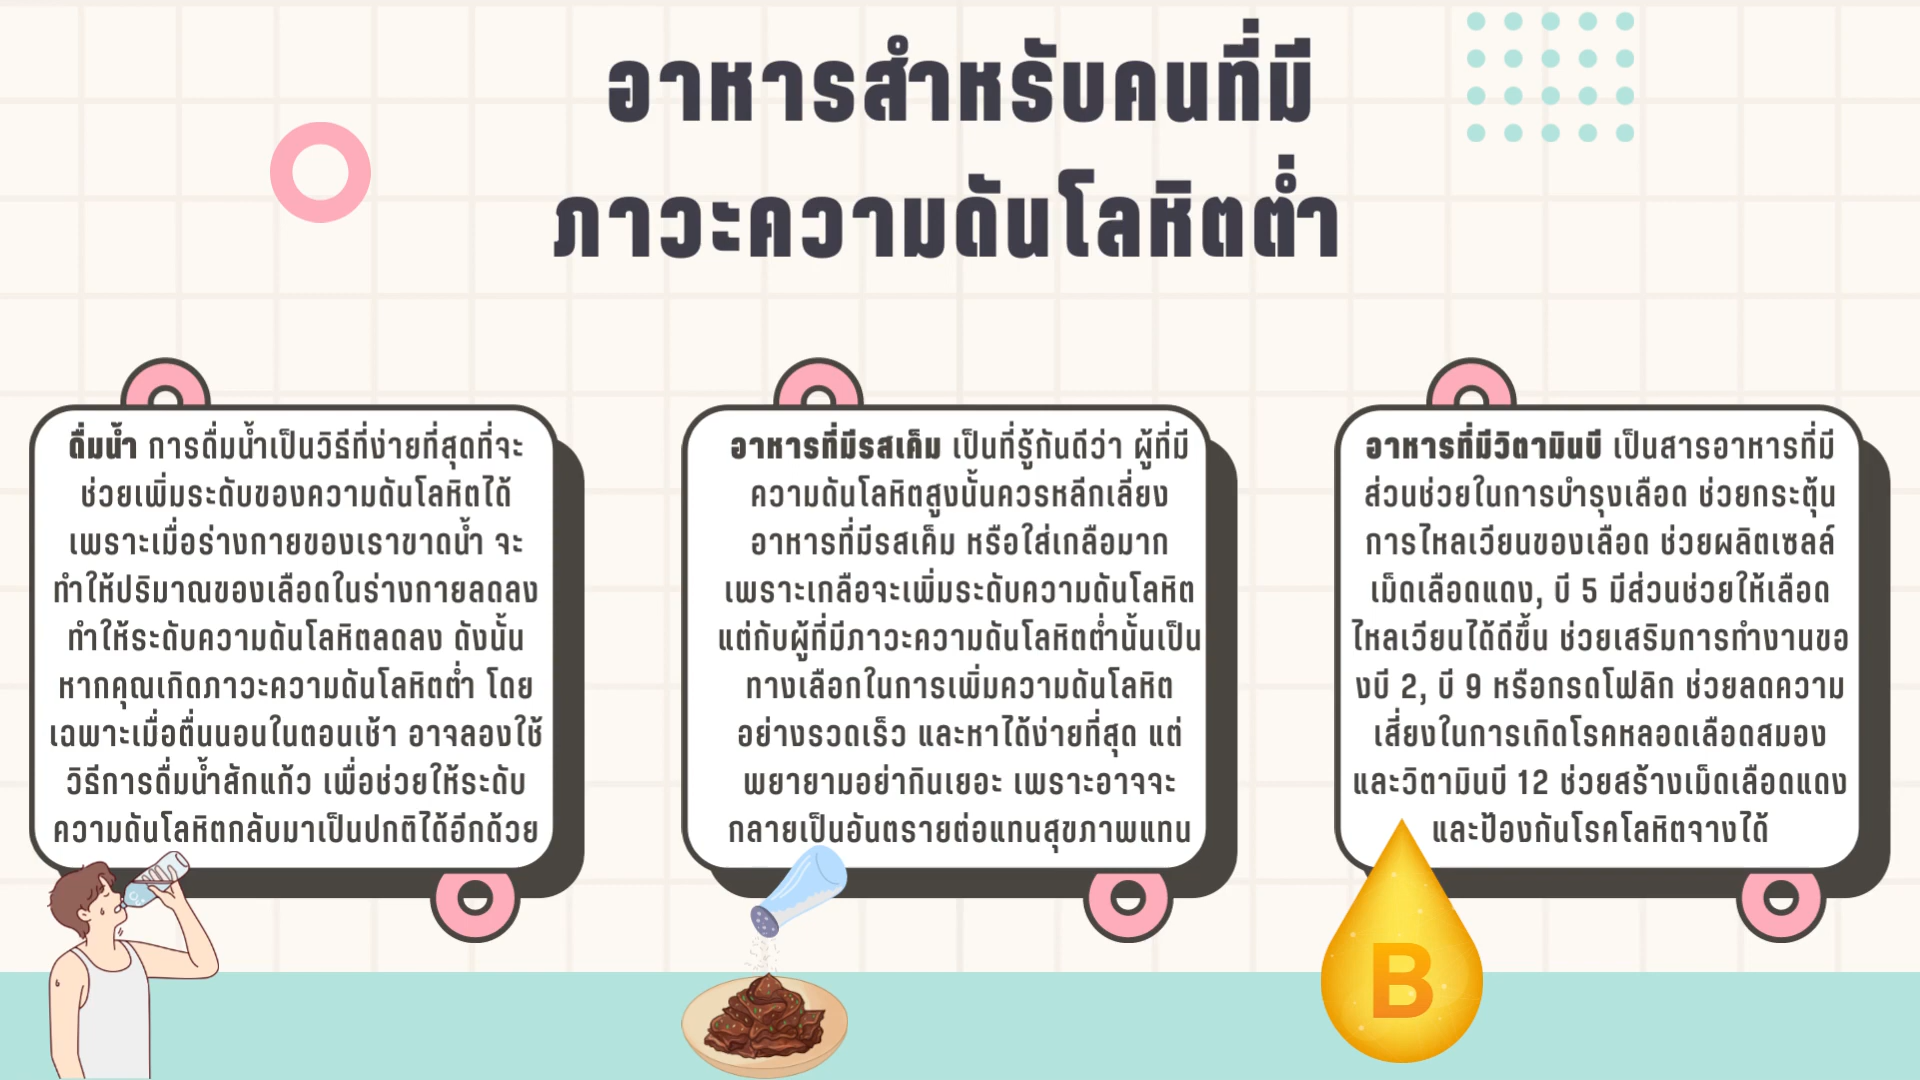 อาหารสำหรับคนที่มี
ภาวะความดันโลหิตต่ำ
ดื่มน้ำ การดื่มน้ำเป็นวิธีที่ง่ายที่สุดที่จะ
ช่วยเพิ่มระดับของความดันโลหิตได้
เพราะเมื่อร่างกายของเราขาดน้ำ จะ
ทำให้ปริมาณของเลือดในร่างกายลดลง
ทำให้ระดับความดันโลหิตลดลง ดังนั้น
หากคุณเกิดภาวะความดันโลหิตต่ำ โดย
เฉพาะเมื่อตื่นนอนในตอนเช้า อาจลองใช้
วิธีการดื่มน้ำสักแก้ว เพื่อช่วยให้ระดับ
ความดันโลหิตกลับมาเป็นปกติได้อีกด้วย
อาหารที่มีรสเค็ม เป็นที่รู้กันดีว่า ผู้ที่มี
ความดันโลหิตสูงนั้นควรหลีกเลี่ยง
อาหารที่มีรสเค็ม หรือใส่เกลือมาก
เพราะเกลือจะเพิ่มระดับความดันโลหิต
แต่กับผู้ที่มีภาวะความดันโลหิตต่ำนั้นเป็น
ทางเลือกในการเพิ่มความดันโลหิต
อย่างรวดเร็ว และหาได้ง่ายที่สุด แต่
พยายามอย่ากินเยอะ เพราะอาจจะ
กลายเป็นอันตรายต่อแทนสุขภาพแทน
อาหารที่มีวิตามินบี เป็นสารอาหารที่มี
ส่วนช่วยในการบำรุงเลือด ช่วยกระตุ้น
การไหลเวียนของเลือด ช่วยผลิตเซลล์
เม็ดเลือดแดง, บี 5 มีส่วนช่วยให้เลือด
ไหลเวียนได้ดีขึ้น ช่วยเสริมการทำงานขอ
งบี 2, บี 9 หรือกรดโฟลิก ช่วยลดความ
เสี่ยงในการเกิดโรคหลอดเลือดสมอง
และวิตามินบี 12 ช่วยสร้างเม็ดเลือดแดง
และป้องกันโรคโลหิตจางได้
B